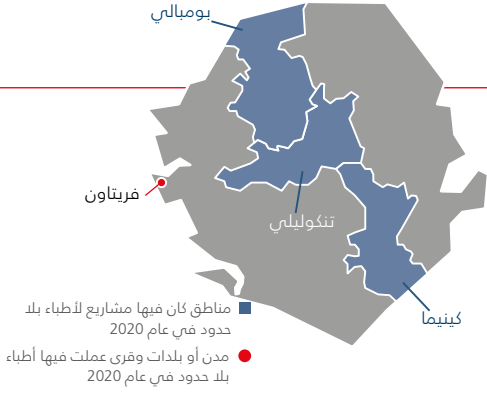 بومبالي
فريتاون
تنكوليلي
كينيما
مناطق كان فيها مشاريع لأطباء بلا
حدود في عام 2020
مدن أو بلدات وقرى عملت فيها أطباء
بلا حدود في عام 2020